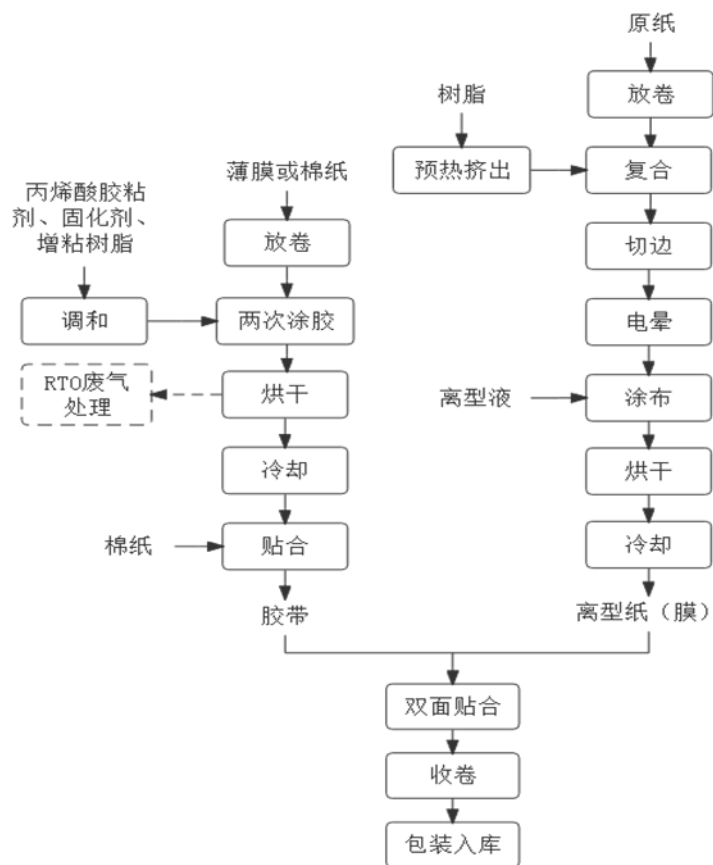 原纸
放卷
树脂
预热挤出
复合
薄膜或棉纸
丙烯酸胶粘
剂、固化剂、
增粘树脂
放卷
切边
调和
两次涂胶
电晕
RTO废气
处理
烘干
离型液
涂布
冷却
烘干
棉纸
贴合
冷却
胶带
离型纸（膜）
双面贴合
收卷
包装入库